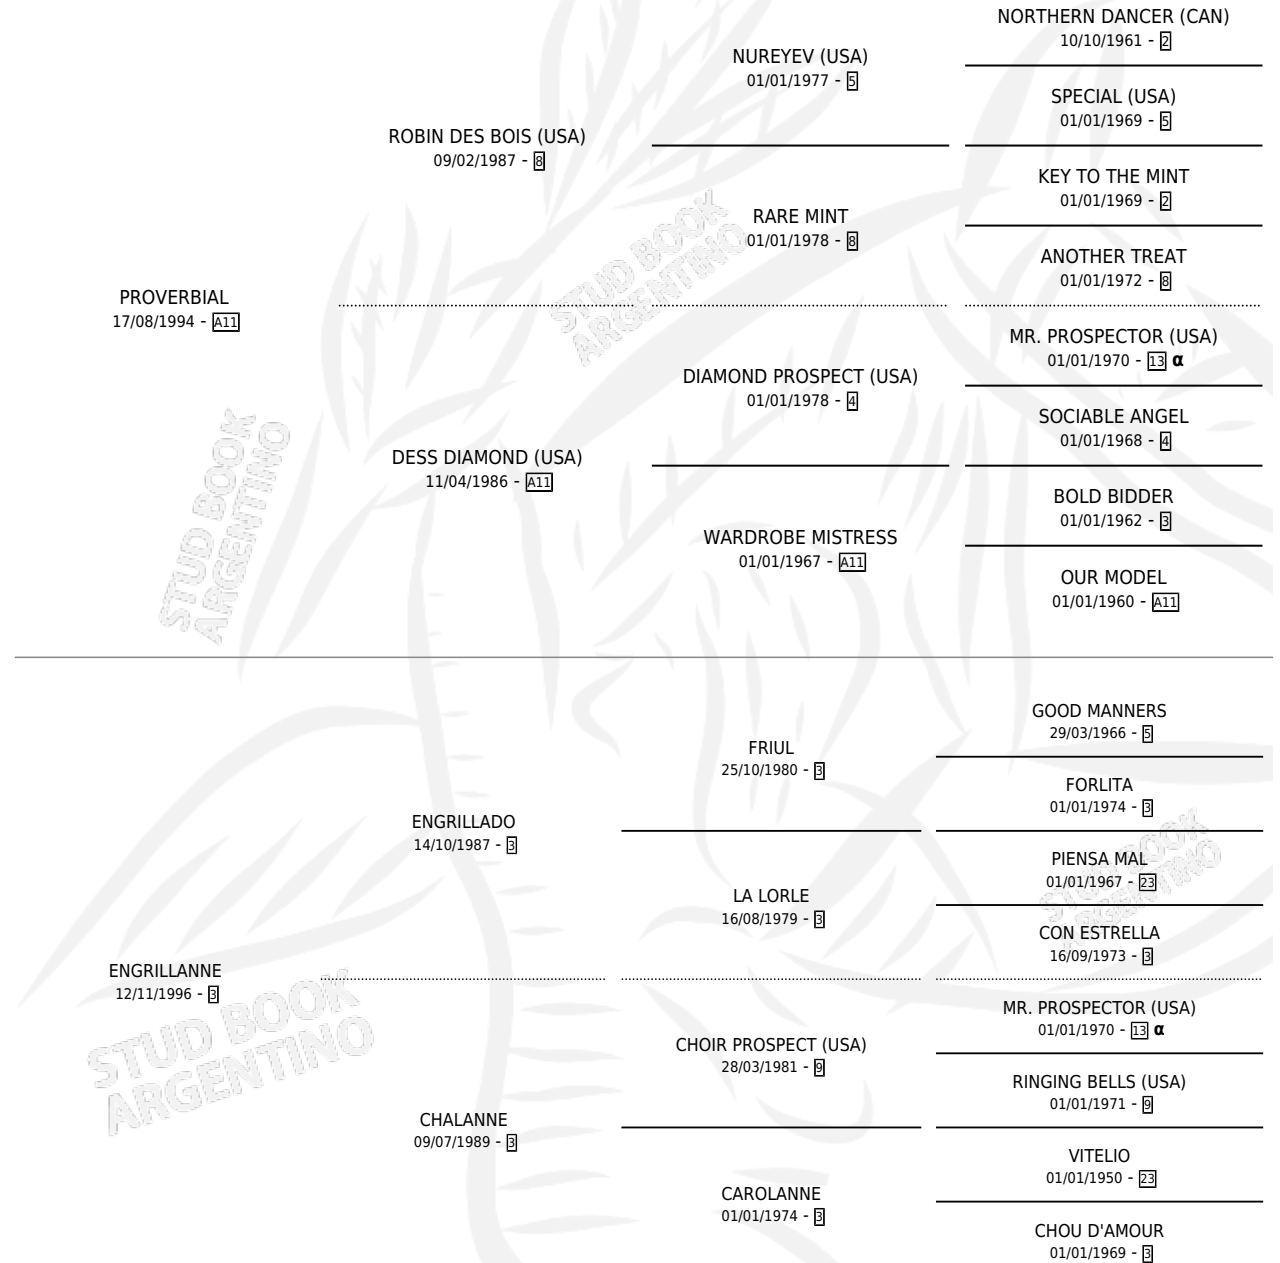 NORTHERN DANCER (CAN)
10/10/1961 - 2
NUREYEV (USA)
01/01/1977 - 5
SPECIAL (USA)
01/01/1969 - 5
ROBIN DES BOIS (USA)
09/02/1987 - 8
KEY TO THE MINT
01/01/1969 - 2
RARE MINT
01/01/1978 - 8
ANOTHER TREAT
01/01/1972 - 8
PROVERBIAL
17/08/1994 - A11
MR. PROSPECTOR (USA)
01/01/1970 - 13 α
DIAMOND PROSPECT (USA)
01/01/1978 - 4
SOCIABLE ANGEL
01/01/1968 - 4
DESS DIAMOND (USA)
11/04/1986 - A11
BOLD BIDDER
01/01/1962 - 3
WARDROBE MISTRESS
01/01/1967 - A11
OUR MODEL
01/01/1960 - A11
GOOD MANNERS
29/03/1966 - 5
FRIUL
25/10/1980 - 3
FORLITA
01/01/1974 - 3
ENGRILLADO
14/10/1987 - 3
PIENSA MAL
01/01/1967 - 23
LA LORLE
16/08/1979 - 3
CON ESTRELLA
16/09/1973 - 3
ENGRILLANNE
12/11/1996 - 3
MR. PROSPECTOR (USA)
01/01/1970 - 13 α
CHOIR PROSPECT (USA)
28/03/1981 - 9
RINGING BELLS (USA)
01/01/1971 - 9
CHALANNE
09/07/1989 - 3
VITELIO
01/01/1950 - 23
CAROLANNE
01/01/1974 - 3
CHOU D'AMOUR
01/01/1969 - 3
STUD BOOK
ARGENTINO
STUD BOOK
ARGENTINO
STUD BOOK
ARGENTINO
STUD BOOK
ARGENTINO